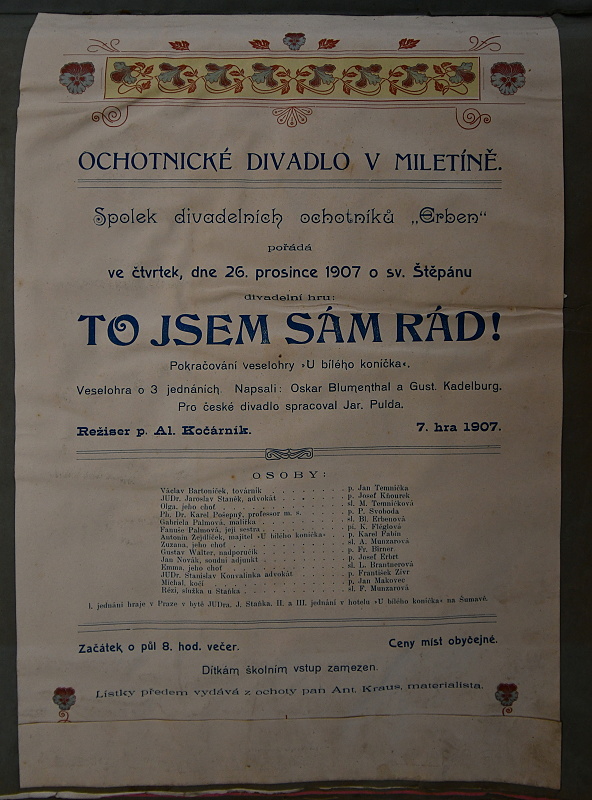 OCHOTNICKÉ DIVADLO V MILETÍNĚ.
Spolek divadelních ochotníků „Erben“
pořádá
ve čtvrtek, dne 26. prosince 1907 o sv. Štěpánu
divadelní hru:
TO JSEM SÁM RÁD!
Pokračování veselohry »U bílého koníčka«.
Veselohra o 3 jednáních. Napsali: Oskar Blumenthal a Gust. Kadelburg.
Pro české divadlo spracoval Jar. Pulda.
Režiser p. Al. Kočárník. 7. hra 1907.
OSOBY:
Václav Bartoníček, továrník . . . . . . . . p. Jan Temnička
JUDr. Jaroslav Staněk, advokát . . . . . . . p. Josef Kňourek
Olga, jeho choť . . . . . . . . . . . sl. M. Temničková
Ph. Dr. Karel Pošepný, professor m. s. . . . . . p. P. Svoboda
Gabriela Palmová, malířka . . . . . . . . sl. Bl. Erbenová
Fanuše Palmová, její sestra . . . . . . . . pí. K. Fléglová
Antonín Zejdlíček, majitel »U bílého koníčka« . . . p. Karel Fabín
Zuzana, jeho choť . . . . . . . . . . sl. A. Munzarová
Gustav Walter, nadporučík . . . . . . . . p. Fr. Birner
Jan Novák, soudní adjunkt . . . . . . . . p. Josef Erbrt
Emma, jeho choť . . . . . . . . . . . sl. L. Brantnerová
JUDr. Stanislav Konvalinka advokát . . . . . . p. František Zivr
Michal, kočí . . . . . . . . . . . . p. Jan Makovec
Rézi, služka u Staňka . . . . . . . . . sl. F. Munzarová
I. jednání hraje v Praze v bytě JUDra. J. Staňka, II. a III. jednání v hotelu »U bílého koníčka« na Šumavě.
Začátek o půl 8. hod. večer. Ceny míst obyčejné.
Dítkám školním vstup zamezen.
Lístky předem vydává z ochoty pan Ant. Kraus, materialista.